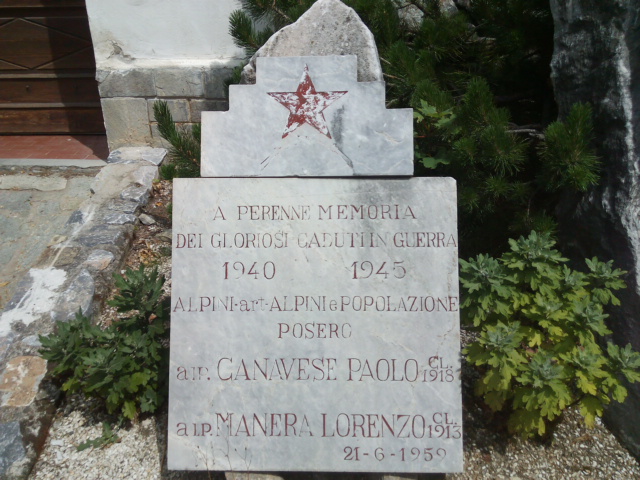 A PERENNE MEMORIA
DEI GLORIOSI CADUTI IN GUERRA
1940 1945
ALPINI-art-ALPINI e POPOLAZIONE
POSERO
alp. CANAVESE PAOLO CL. 1918
alp. MANERA LORENZO CL. 1913
21-6-1959